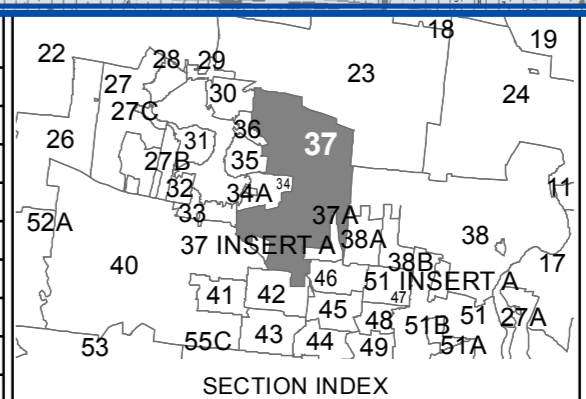 18
19
22
28
29
23
27
30
24
27C
36
37
26
31
27B
35
32
34A
34
11
33
37A
52A
37 INSERT A
38A
38
40
38B
17
46
51 INSERT A
41
42
47
45
51
27A
48
51B
53
55C
43
44
49
51A
SECTION INDEX